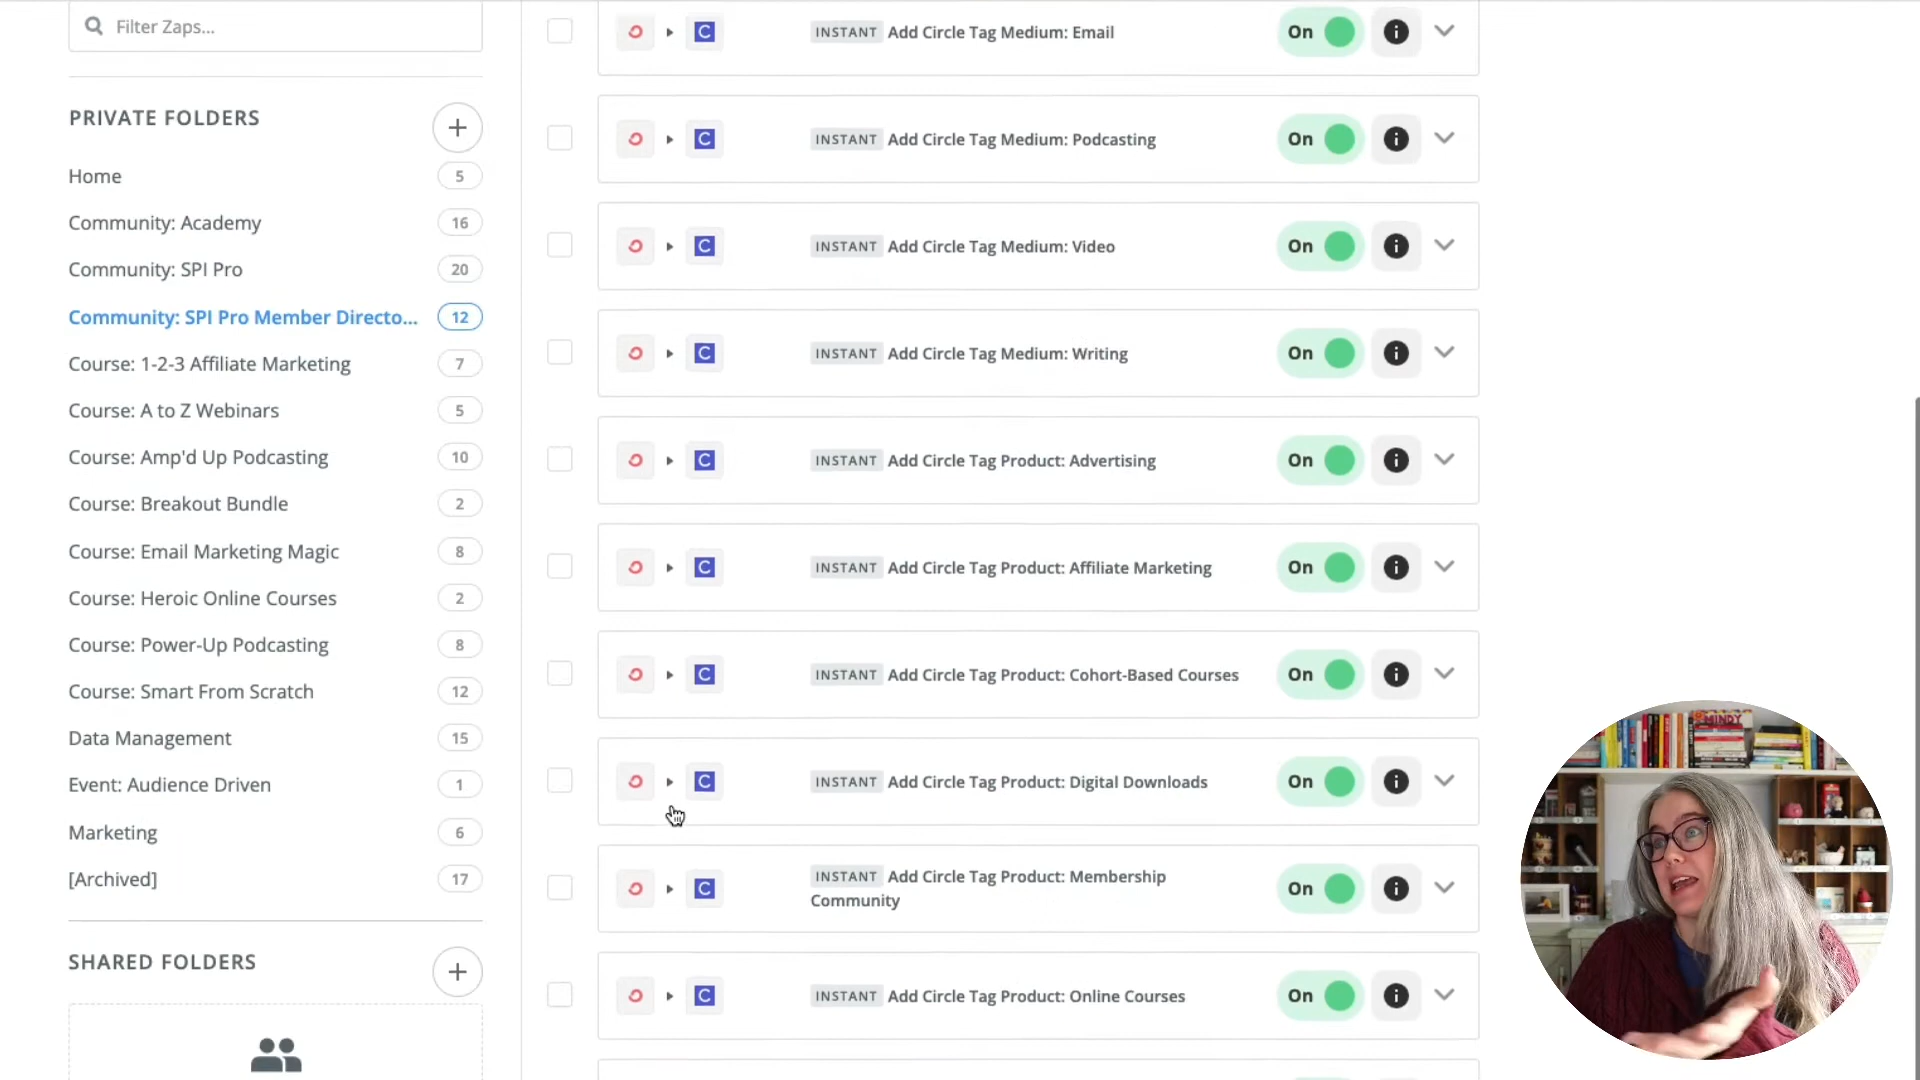 Filter Zaps...
PRIVATE FOLDERS
Home 5
Community: Academy 16
Community: SPI Pro 20
Community: SPI Pro Member Directo... 12
Course: 1-2-3 Affiliate Marketing 7
Course: A to Z Webinars 5
Course: Amp'd Up Podcasting 10
Course: Breakout Bundle 2
Course: Email Marketing Magic 8
Course: Heroic Online Courses 2
Course: Power-Up Podcasting 8
Course: Smart From Scratch 12
Data Management 15
Event: Audience Driven 1
Marketing 6
[Archived] 17
SHARED FOLDERS
C INSTANT Add Circle Tag Medium: Email On
C INSTANT Add Circle Tag Medium: Podcasting On
C INSTANT Add Circle Tag Medium: Video On
C INSTANT Add Circle Tag Medium: Writing On
C INSTANT Add Circle Tag Product: Advertising On
C INSTANT Add Circle Tag Product: Affiliate Marketing On
C INSTANT Add Circle Tag Product: Cohort-Based Courses On
C INSTANT Add Circle Tag Product: Digital Downloads On
C INSTANT Add Circle Tag Product: Membership
Community On
C INSTANT Add Circle Tag Product: Online Courses On
MINDY